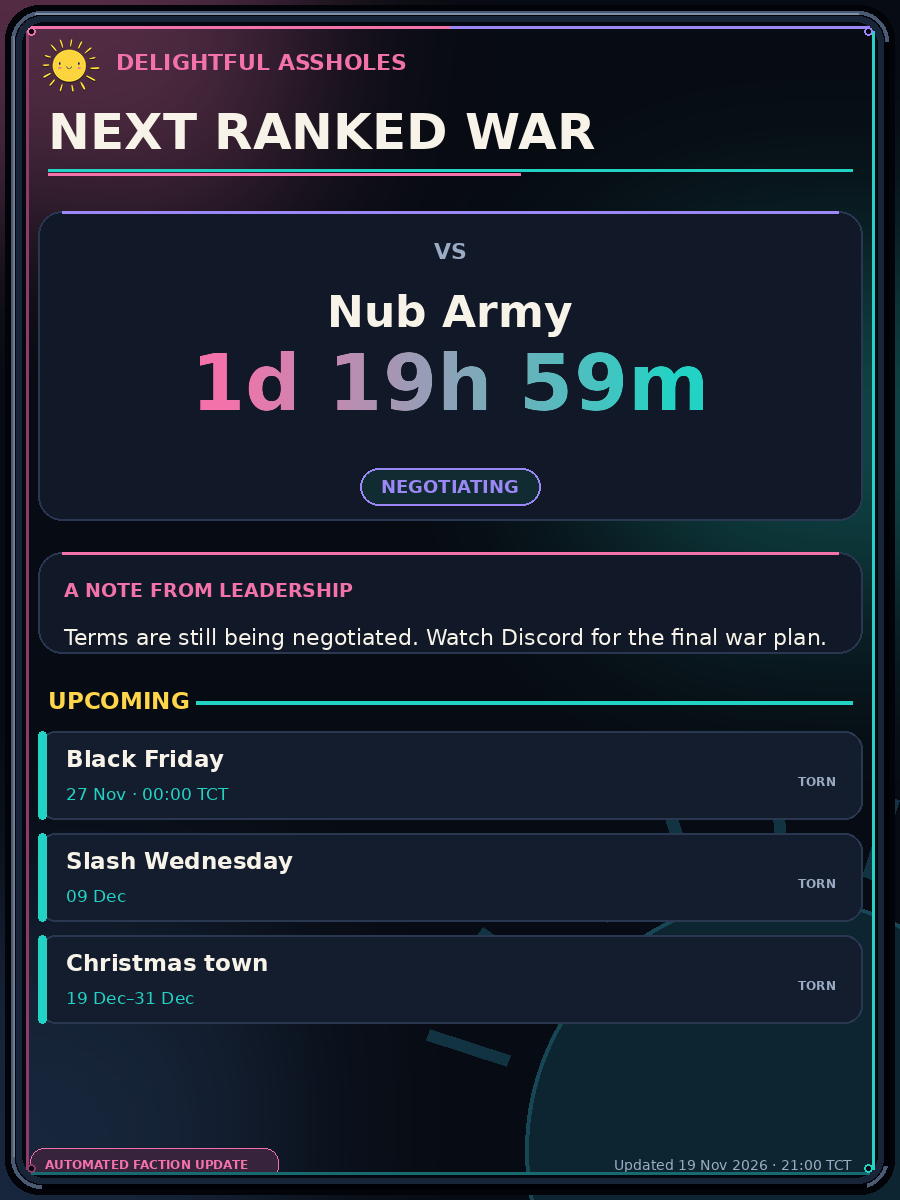 DELIGHTFUL ASSHOLES
NEXT RANKED WAR
VS
Nub Army
1d 19h 59m
NEGOTIATING
A NOTE FROM LEADERSHIP
Terms are still being negotiated. Watch Discord for the final war plan.
UPCOMING
Black Friday
27 Nov · 00:00 TCT
TORN
Slash Wednesday
09 Dec
TORN
Christmas town
19 Dec–31 Dec
TORN
AUTOMATED FACTION UPDATE
Updated 19 Nov 2026 · 21:00 TCT